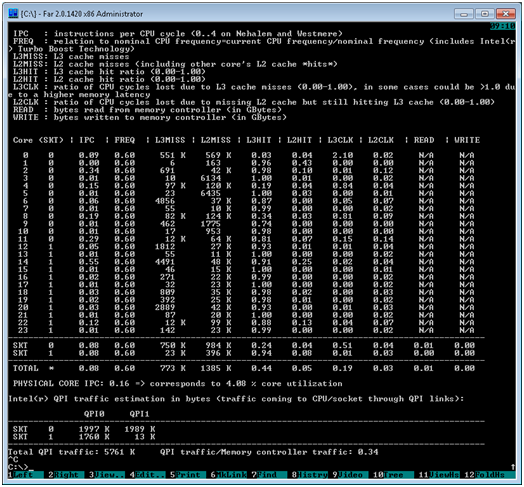 [C:\] - Far 2.0.1420 x86 Administrator
09:10
IPC : instructions per CPU cycle (0..4 on Nehalem and Westmere)
FREQ : relation to nominal CPU frequency=current CPU frequency/nominal frequency (includes Intel(r
) Turbo Boost Technology)
L3MISS: L3 cache misses
L2MISS: L2 cache misses (including other core's L2 cache *hits*)
L3HIT : L3 cache hit ratio (0.00-1.00)
L2HIT : L2 cache hit ratio (0.00-1.00)
L3CLK : ratio of CPU cycles lost due to L3 cache misses (0.00-1.00), in some cases could be >1.0 du
e to a higher memory latency
L2CLK : ratio of CPU cycles lost due to missing L2 cache but still hitting L3 cache (0.00-1.00)
READ : bytes read from memory controller (in GBytes)
WRITE : bytes written to memory controller (in GBytes)
Core (SKT) | IPC | FREQ | L3MISS | L2MISS | L3HIT | L2HIT | L3CLK | L2CLK | READ | WRITE
0 0 0.09 0.60 551 K 569 K 0.03 0.04 2.10 0.02 N/A N/A
1 0 0.00 0.60 6 163 0.96 0.43 0.00 0.00 N/A N/A
2 0 0.34 0.60 691 42 K 0.98 0.10 0.01 0.12 N/A N/A
3 0 0.01 0.60 10 6134 1.00 0.01 0.00 0.02 N/A N/A
4 0 0.15 0.60 97 K 120 K 0.19 0.04 0.84 0.04 N/A N/A
5 0 0.01 0.60 23 6435 1.00 0.03 0.00 0.01 N/A N/A
6 0 0.06 0.60 4856 37 K 0.87 0.00 0.05 0.07 N/A N/A
7 0 0.01 0.60 55 10 K 0.99 0.00 0.00 0.02 N/A N/A
8 0 0.19 0.60 82 K 124 K 0.34 0.03 0.81 0.09 N/A N/A
9 0 0.01 0.60 462 1775 0.74 0.00 0.00 0.00 N/A N/A
10 0 0.01 0.60 17 953 0.98 0.00 0.00 0.00 N/A N/A
11 0 0.29 0.60 12 K 64 K 0.81 0.07 0.15 0.14 N/A N/A
12 1 0.05 0.60 1812 27 K 0.93 0.01 0.01 0.04 N/A N/A
13 1 0.01 0.60 55 11 K 1.00 0.00 0.00 0.02 N/A N/A
14 1 0.55 0.60 4491 48 K 0.91 0.25 0.02 0.04 N/A N/A
15 1 0.01 0.60 46 15 K 1.00 0.00 0.00 0.01 N/A N/A
16 1 0.02 0.60 271 22 K 0.99 0.00 0.00 0.02 N/A N/A
17 1 0.01 0.60 32 23 K 1.00 0.00 0.00 0.01 N/A N/A
18 1 0.03 0.60 809 35 K 0.98 0.02 0.00 0.03 N/A N/A
19 1 0.02 0.60 392 25 K 0.98 0.01 0.00 0.02 N/A N/A
20 1 0.03 0.60 2889 42 K 0.93 0.00 0.01 0.03 N/A N/A
21 1 0.01 0.60 87 20 K 1.00 0.00 0.00 0.02 N/A N/A
22 1 0.12 0.60 12 K 99 K 0.88 0.13 0.04 0.07 N/A N/A
23 1 0.01 0.60 142 23 K 0.99 0.00 0.00 0.02 N/A N/A
SKT 0 0.08 0.60 750 K 984 K 0.24 0.04 0.51 0.04 0.01 0.00
SKT 1 0.08 0.60 23 K 396 K 0.94 0.08 0.01 0.03 0.00 0.00
TOTAL * 0.08 0.60 773 K 1385 K 0.44 0.05 0.19 0.03 0.01 0.00
PHYSICAL CORE IPC: 0.16 => corresponds to 4.08 % core utilization
Intel(r) QPI traffic estimation in bytes (traffic coming to CPU/socket through QPI links):
QPI0 QPI1
SKT 0 1997 K 1989 K
SKT 1 1760 K 13 K
Total QPI traffic: 5761 K QPI traffic/Memory controller traffic: 0.34
^C
C:\>
1Left 2Right 3View.. 4Edit.. 5Print 6MkLink 7Find 8Histry 9Video 10Tree 11ViewHs 12FoldHs